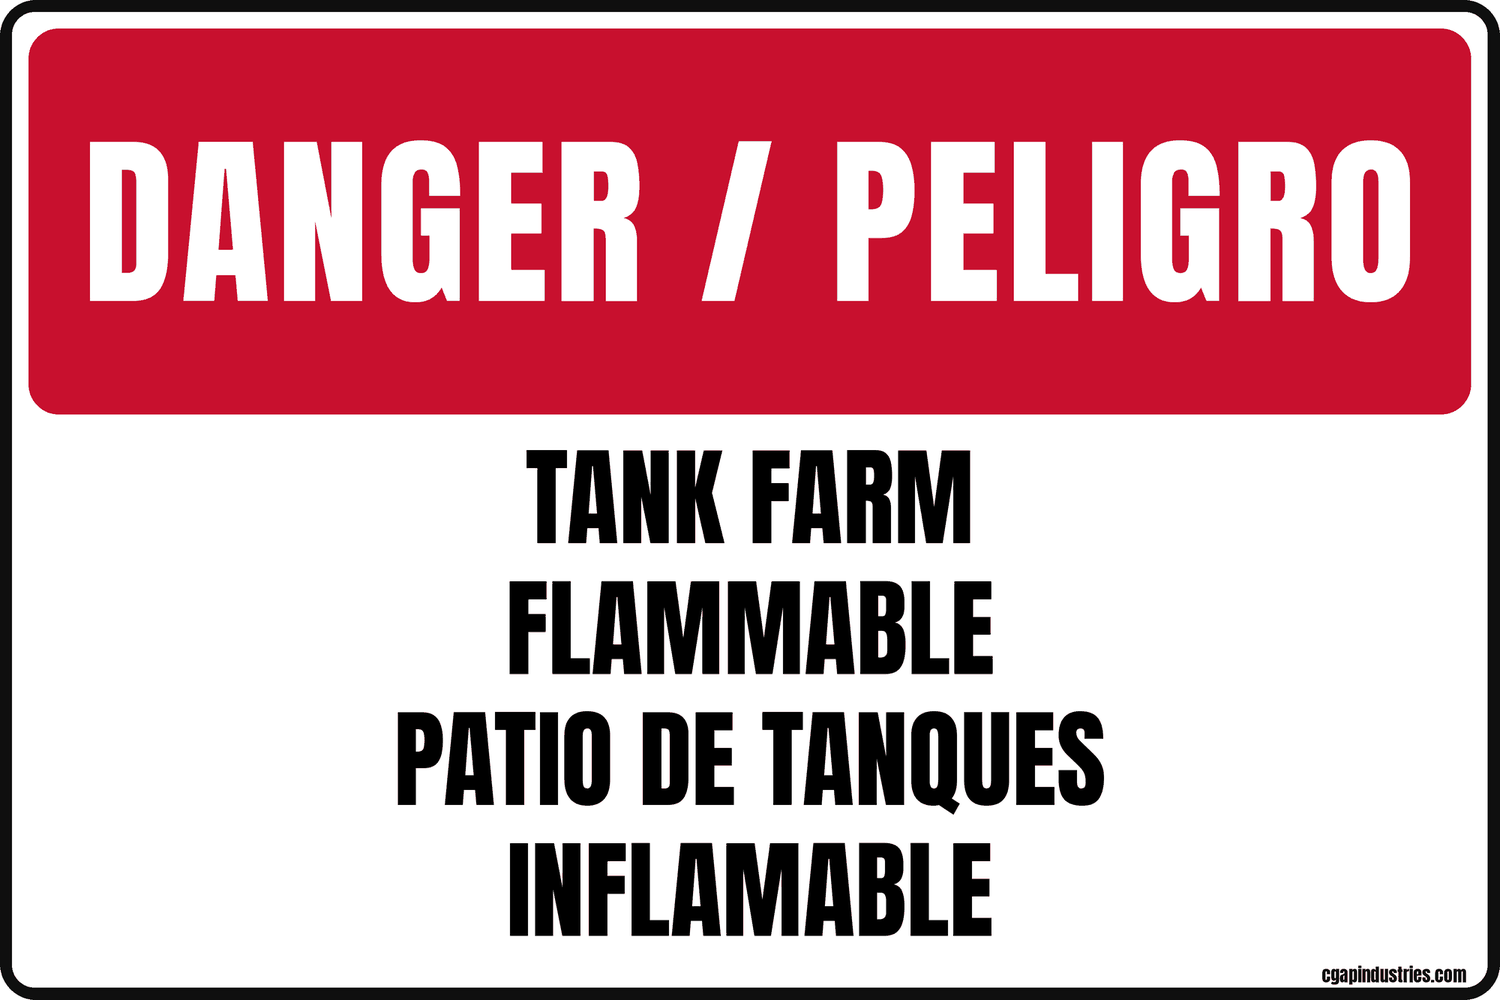 DANGER / PELIGRO
TANK FARM
FLAMMABLE
PATIO DE TANQUES
INFLAMABLE
cgapindustries.com